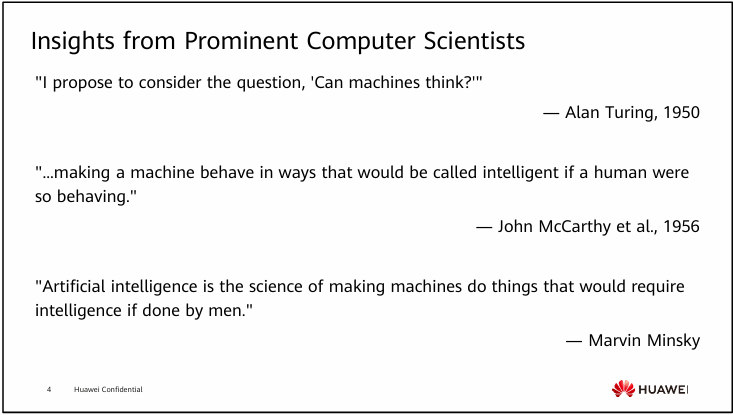 Insights from Prominent Computer Scientists
"I propose to consider the question, 'Can machines think?'"
— Alan Turing, 1950
"...making a machine behave in ways that would be called intelligent if a human were
so behaving."
— John McCarthy et al., 1956
"Artificial intelligence is the science of making machines do things that would require
intelligence if done by men."
— Marvin Minsky
4 Huawei Confidential
HUAWEI